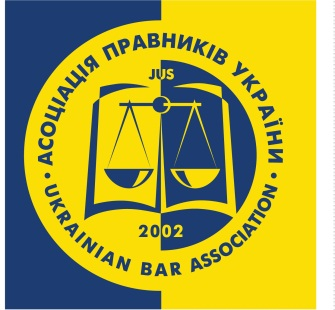 АСОЦІАЦІЯ ПРАВНИКІВ УКРАЇНИ
JUS
2002
• UKRAINIAN BAR ASSOCIATION •